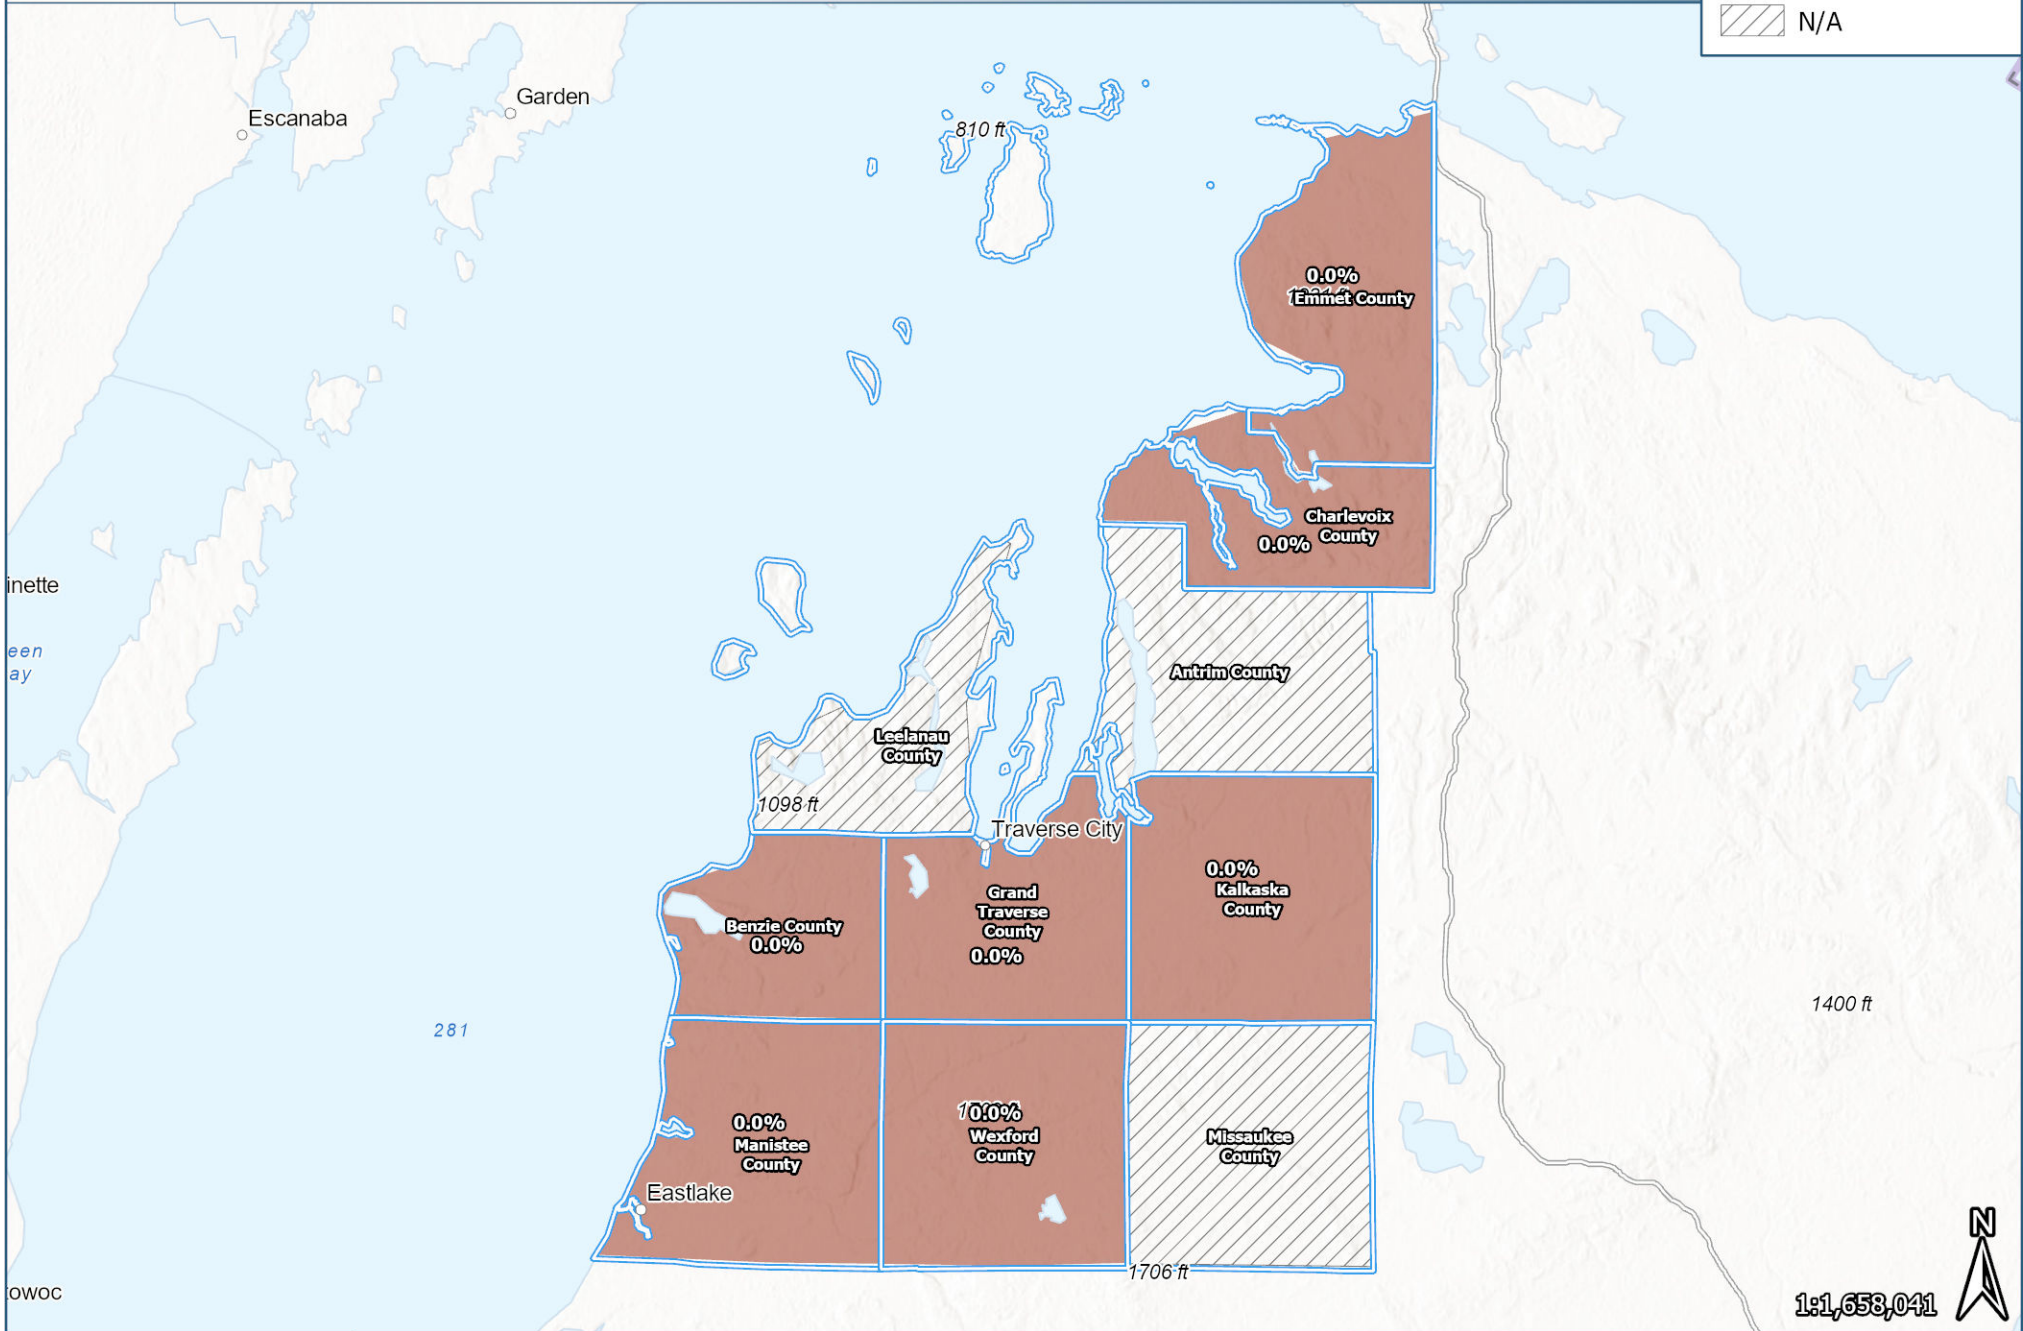 N/A
Garden
Escanaba
810 ft
0.0%
Emmet County
Charlevoix
County
0.0%
inette
een
ay
Antrim County
Leelanau
County
1098 ft
Traverse City
0.0%
Kalkaska
County
Grand
Traverse
County
0.0%
Benzie County
0.0%
1400 ft
281
0.0%
Manistee
County
0.0%
Wexford
County
Missaukee
County
Eastlake
1706 ft
N
owoc
1:1,658,041